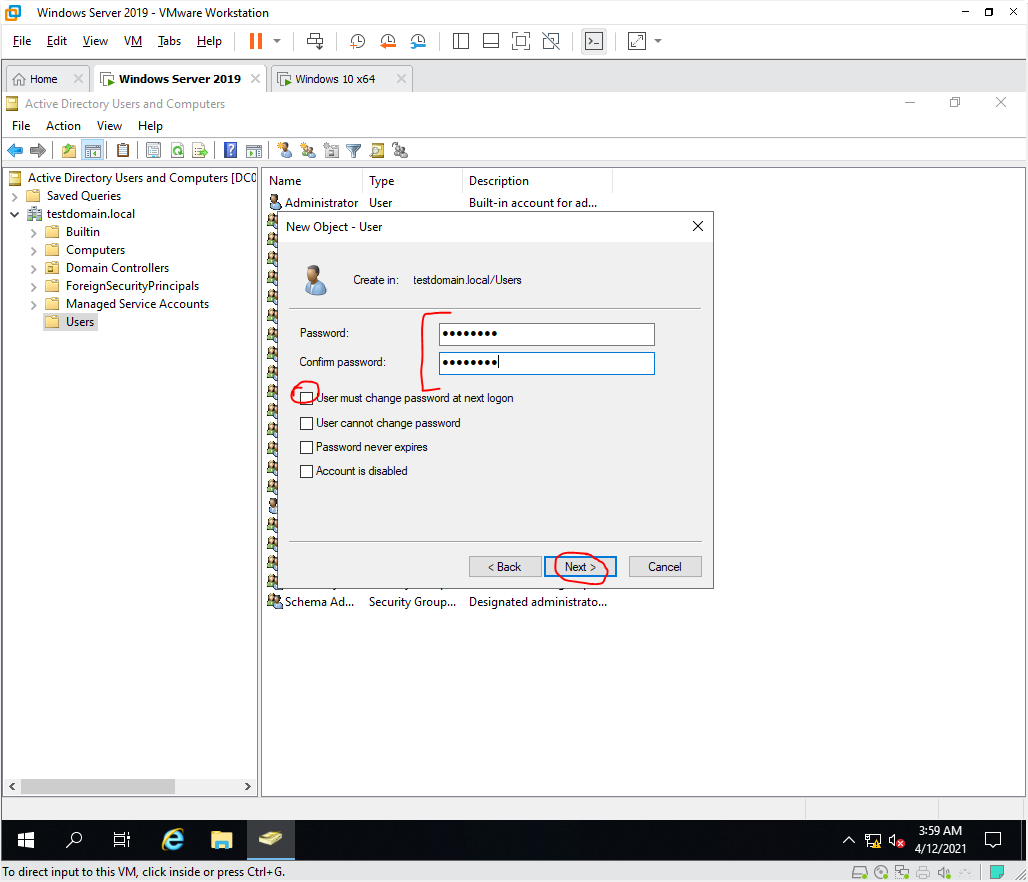 Windows Server 2019 - VMware Workstation
File Edit View VM Tabs Help
Home Windows Server 2019 Windows 10 x64
Active Directory Users and Computers
File Action View Help
Active Directory Users and Computers [DC0
Saved Queries
testdomain.local
Builtin
Computers
Domain Controllers
ForeignSecurityPrincipals
Managed Service Accounts
Users
Name Type Description
Administrator User Built-in account for ad...
New Object - User
Create in: testdomain.local/Users
Password: ●●●●●●●●
Confirm password: ●●●●●●●●
User must change password at next logon
User cannot change password
Password never expires
Account is disabled
< Back Next > Cancel
Schema Ad... Security Group... Designated administrato...
3:59 AM
4/12/2021
To direct input to this VM, click inside or press Ctrl+G.